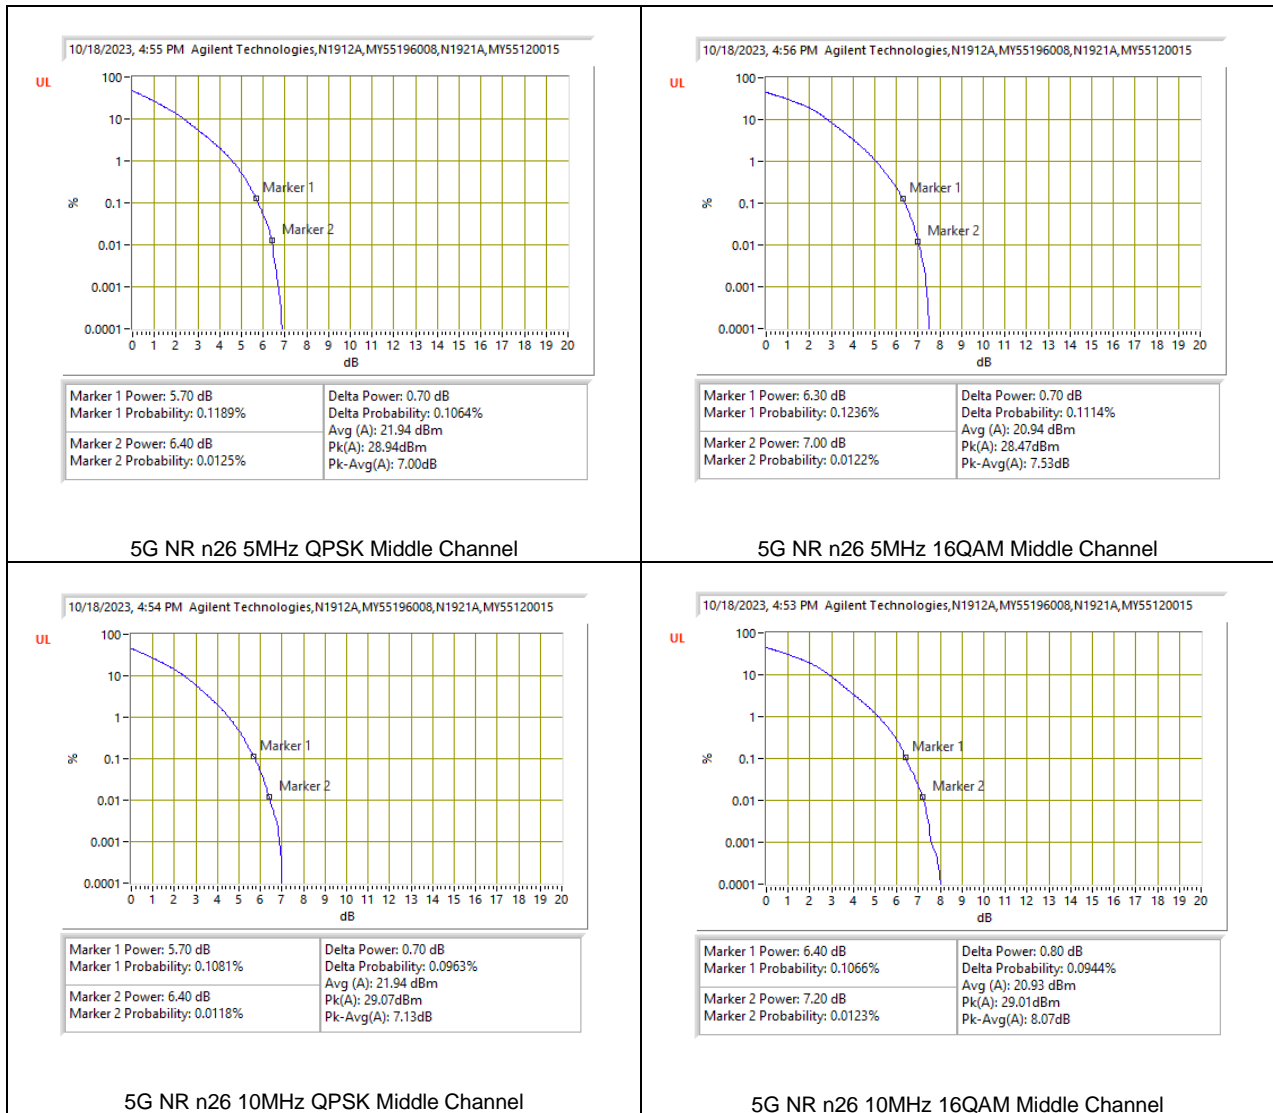 10/18/2023, 4:55 PM  Agilent Technologies,N1912A,MY55196008,N1921A,MY55120015
UL
100
10
1
0.1
0.01
0.001
0.0001
%
Marker 1
Marker 2
0 1 2 3 4 5 6 7 8 9 10 11 12 13 14 15 16 17 18 19 20
dB
Marker 1 Power: 5.70 dB
Marker 1 Probability: 0.1189%
Marker 2 Power: 6.40 dB
Marker 2 Probability: 0.0125%
Delta Power: 0.70 dB
Delta Probability: 0.1064%
Avg (A): 21.94 dBm
Pk(A): 28.94dBm
Pk-Avg(A): 7.00dB
5G NR n26 5MHz QPSK Middle Channel
10/18/2023, 4:56 PM  Agilent Technologies,N1912A,MY55196008,N1921A,MY55120015
UL
100
10
1
0.1
0.01
0.001
0.0001
%
Marker 1
Marker 2
0 1 2 3 4 5 6 7 8 9 10 11 12 13 14 15 16 17 18 19 20
dB
Marker 1 Power: 6.30 dB
Marker 1 Probability: 0.1236%
Marker 2 Power: 7.00 dB
Marker 2 Probability: 0.0122%
Delta Power: 0.70 dB
Delta Probability: 0.1114%
Avg (A): 20.94 dBm
Pk(A): 28.47dBm
Pk-Avg(A): 7.53dB
5G NR n26 5MHz 16QAM Middle Channel
10/18/2023, 4:54 PM  Agilent Technologies,N1912A,MY55196008,N1921A,MY55120015
UL
100
10
1
0.1
0.01
0.001
0.0001
%
Marker 1
Marker 2
0 1 2 3 4 5 6 7 8 9 10 11 12 13 14 15 16 17 18 19 20
dB
Marker 1 Power: 5.70 dB
Marker 1 Probability: 0.1081%
Marker 2 Power: 6.40 dB
Marker 2 Probability: 0.0118%
Delta Power: 0.70 dB
Delta Probability: 0.0963%
Avg (A): 21.94 dBm
Pk(A): 29.07dBm
Pk-Avg(A): 7.13dB
5G NR n26 10MHz QPSK Middle Channel
10/18/2023, 4:53 PM  Agilent Technologies,N1912A,MY55196008,N1921A,MY55120015
UL
100
10
1
0.1
0.01
0.001
0.0001
%
Marker 1
Marker 2
0 1 2 3 4 5 6 7 8 9 10 11 12 13 14 15 16 17 18 19 20
dB
Marker 1 Power: 6.40 dB
Marker 1 Probability: 0.1066%
Marker 2 Power: 7.20 dB
Marker 2 Probability: 0.0123%
Delta Power: 0.80 dB
Delta Probability: 0.0944%
Avg (A): 20.93 dBm
Pk(A): 29.01dBm
Pk-Avg(A): 8.07dB
5G NR n26 10MHz 16QAM Middle Channel